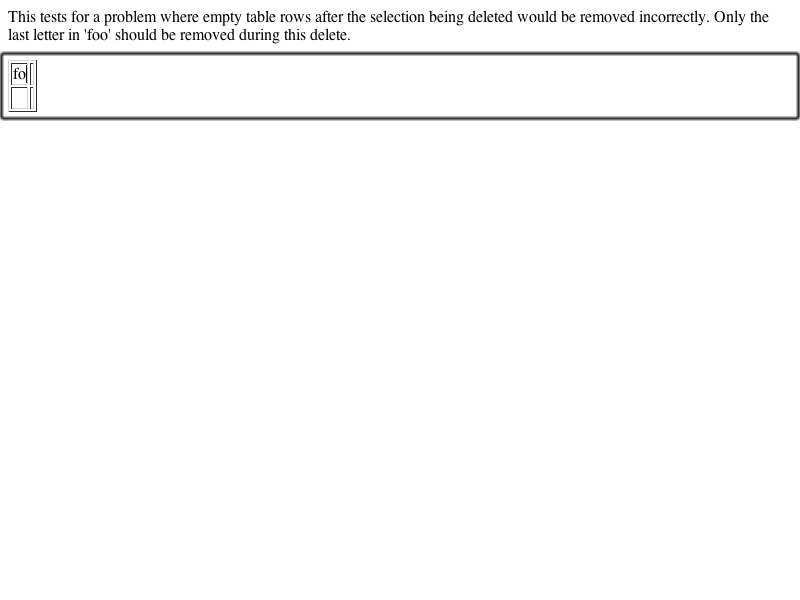 This tests for a problem where empty table rows after the selection being deleted would be removed incorrectly. Only the
last letter in 'foo' should be removed during this delete.
fo